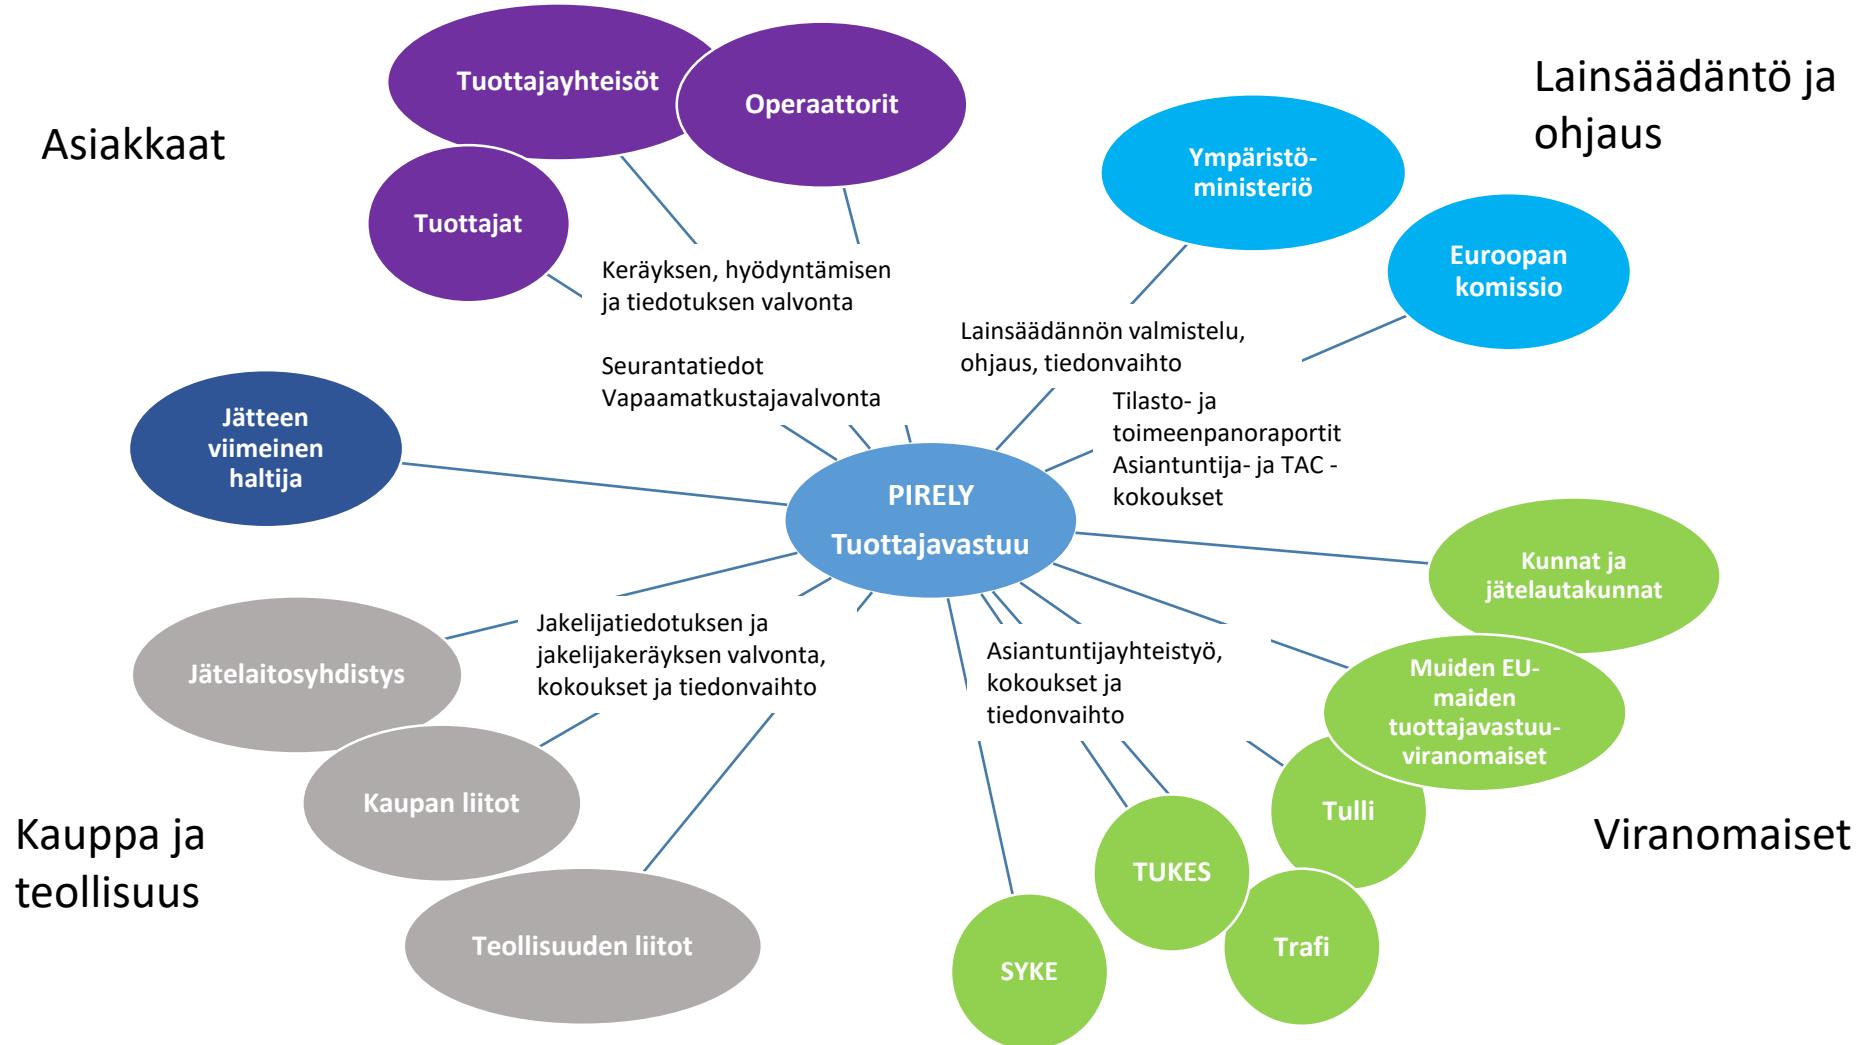 Asiakkaat
Tuottajayhteisöt
Operaattorit
Tuottajat
Lainsäädäntö ja
ohjaus
Ympäristö-
ministeriö
Euroopan
komissio
Keräyksen, hyödyntämisen
ja tiedotuksen valvonta
Seurantatiedot
Vapaamatkustajavalvonta
Lainsäädännön valmistelu,
ohjaus, tiedonvaihto
Tilasto- ja
toimeenpanoraportit
Asiantuntija- ja TAC -
kokoukset
Jätteen
viimeinen
haltija
PIRELY
Tuottajavastuu
Kunnat ja
jätelautakunnat
Jätelaitosyhdistys
Jakelijatiedotuksen ja
jakelijakeräyksen valvonta,
kokoukset ja tiedonvaihto
Asiantuntijayhteistyö,
kokoukset ja
tiedonvaihto
Muiden EU-
maiden
tuottajavastuu-
viranomaiset
Kaupan liitot
Tulli
Kauppa ja
teollisuus
Viranomaiset
TUKES
Teollisuuden liitot
Trafi
SYKE